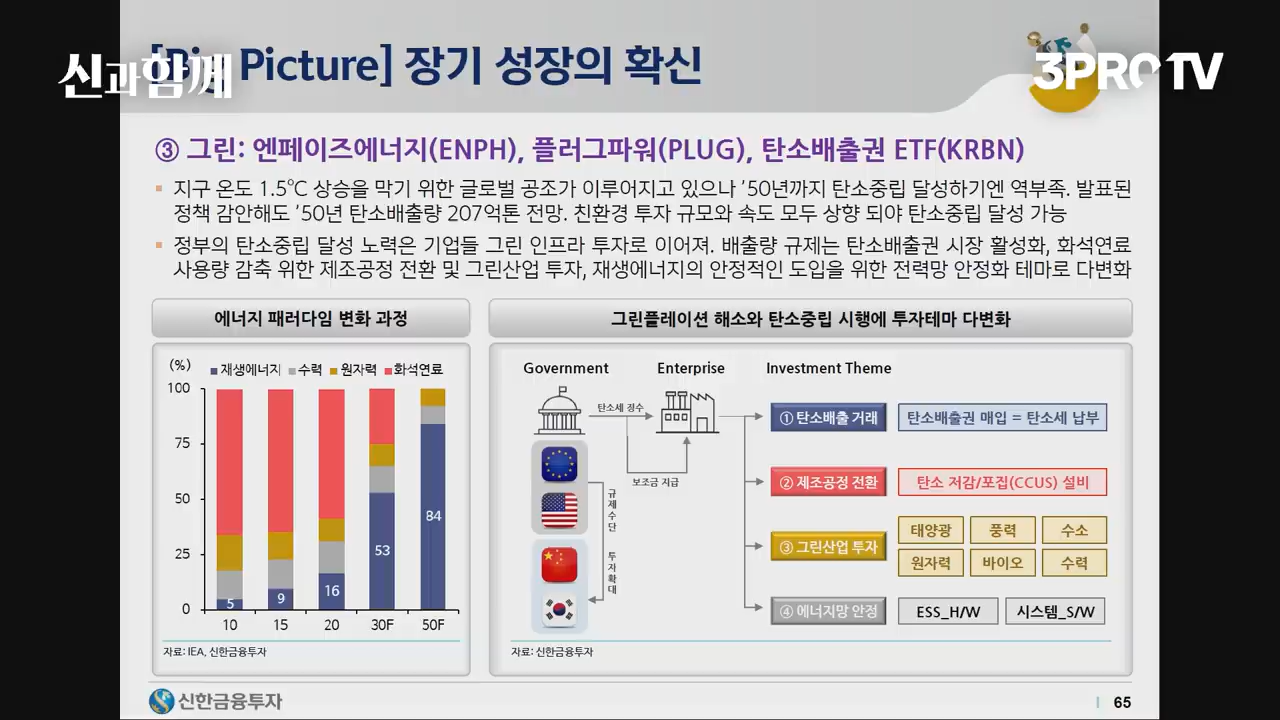 [Big Picture] 장기 성장의 확신
신과함께
3PROTV
③ 그린: 엔페이즈에너지(ENPH), 플러그파워(PLUG), 탄소배출권 ETF(KRBN)
지구 온도 1.5℃ 상승을 막기 위한 글로벌 공조가 이루어지고 있으나 ’50년까지 탄소중립 달성하기엔 역부족. 발표된
정책 감안해도 ’50년 탄소배출량 207억톤 전망. 친환경 투자 규모와 속도 모두 상향 되야 탄소중립 달성 가능
정부의 탄소중립 달성 노력은 기업들 그린 인프라 투자로 이어져. 배출량 규제는 탄소배출권 시장 활성화, 화석연료
사용량 감축 위한 제조공정 전환 및 그린산업 투자, 재생에너지의 안정적인 도입을 위한 전력망 안정화 테마로 다변화
에너지 패러다임 변화 과정
(%)
재생에너지 수력 원자력 화석연료
100
75
50
25
0
5
9
16
53
84
10 15 20 30F 50F
자료: IEA, 신한금융투자
그린플레이션 해소와 탄소중립 시행에 투자테마 다변화
Government Enterprise Investment Theme
탄소세 징수
보조금 지급
규제수단
투자확대
① 탄소배출 거래 탄소배출권 매입 = 탄소세 납부
② 제조공정 전환 탄소 저감/포집(CCUS) 설비
③ 그린산업 투자
태양광 풍력 수소
원자력 바이오 수력
④ 에너지망 안정 ESS_H/W 시스템_S/W
자료: 신한금융투자
신한금융투자
65